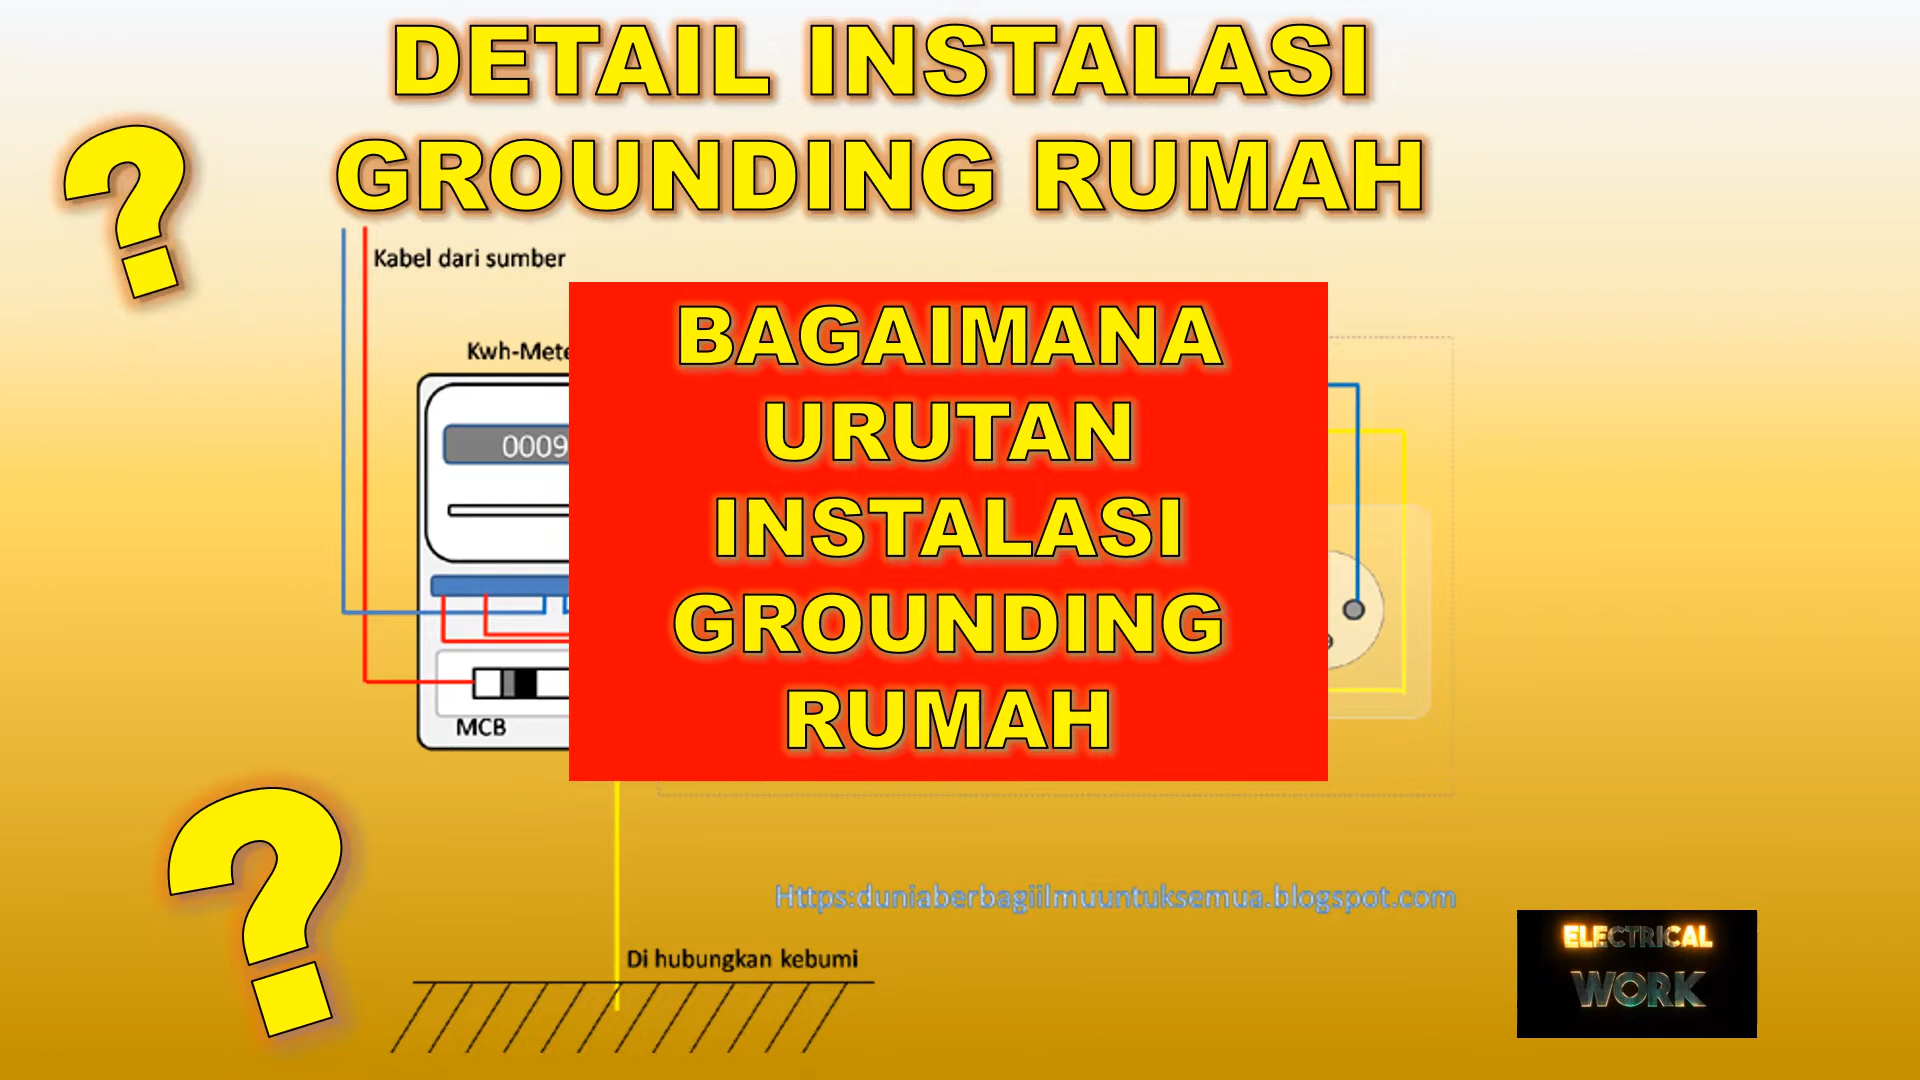 DETAIL INSTALASI
GROUNDING RUMAH
?
Kabel dari sumber
Kwh-Mete
0009
MCB
BAGAIMANA
URUTAN
INSTALASI
GROUNDING
RUMAH
?
Https:duniaberbagiilmuuntuksemua.blogspot.com
Di hubungkan kebumi
ELECTRICAL
WORK